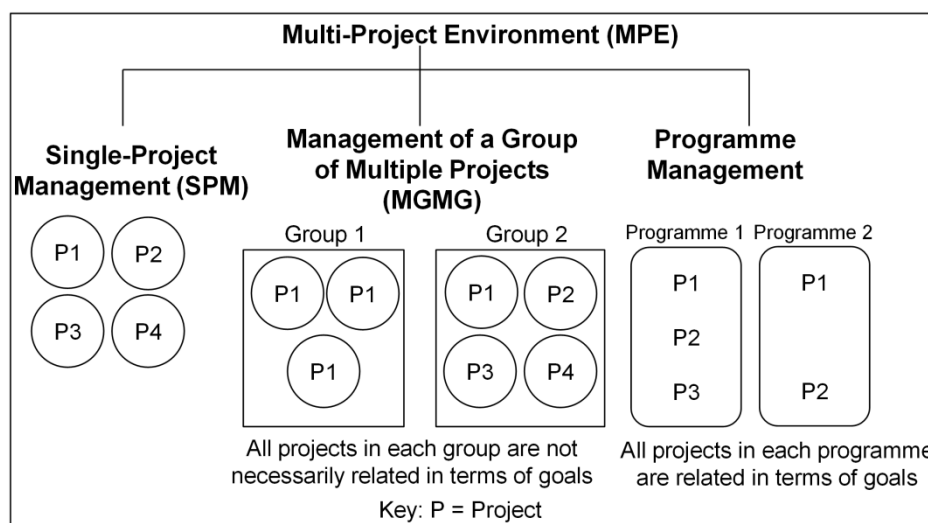 Multi-Project Environment (MPE)
Single-Project
Management (SPM)
P1
P2
P3
P4
Management of a Group
of Multiple Projects
(MGMG)
Group 1
P1
P1
P1
Group 2
P1
P2
P3
P4
All projects in each group are not
necessarily related in terms of goals
Programme
Management
Programme 1
P1
P2
P3
Programme 2
P1
P2
All projects in each programme
are related in terms of goals
Key: P = Project